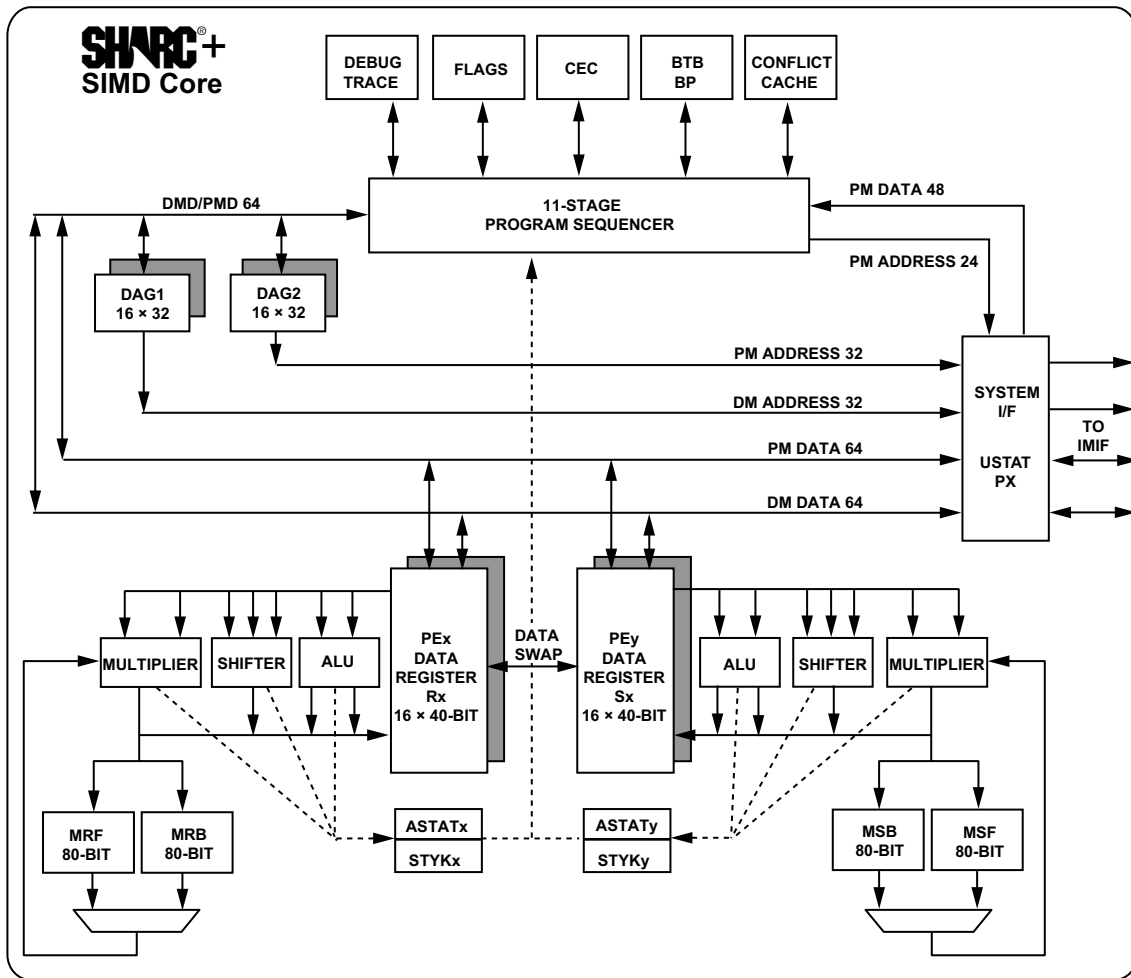 SHARC®+
SIMD Core
DEBUG
TRACE
FLAGS
CEC
BTB
BP
CONFLICT
CACHE
DMD/PMD 64
11-STAGE
PROGRAM SEQUENCER
PM DATA 48
PM ADDRESS 24
DAG1
16 × 32
DAG2
16 × 32
PM ADDRESS 32
DM ADDRESS 32
PM DATA 64
DM DATA 64
SYSTEM
I/F
USTAT
PX
TO
IMIF
MULTIPLIER
SHIFTER
ALU
PEx
DATA
REGISTER
Rx
16 × 40-BIT
DATA
SWAP
PEy
DATA
REGISTER
Sx
16 × 40-BIT
ALU
SHIFTER
MULTIPLIER
MRF
80-BIT
MRB
80-BIT
ASTATx
STYKx
ASTATy
STYKy
MSB
80-BIT
MSF
80-BIT